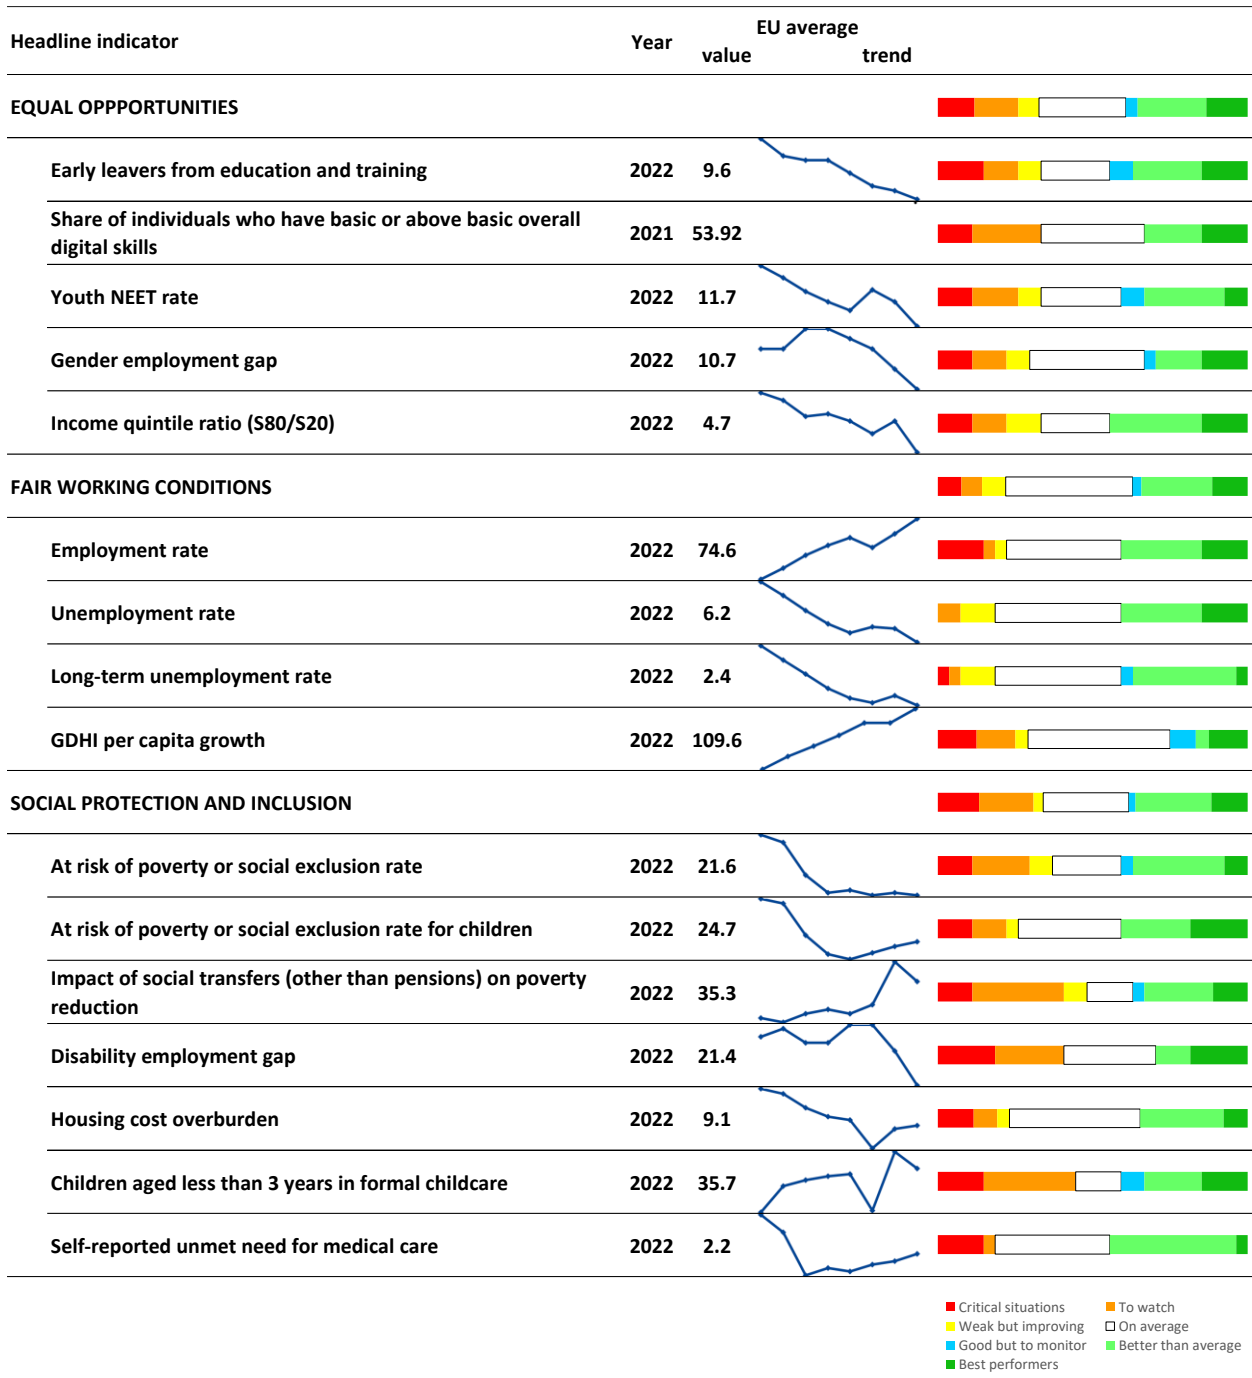 Headline indicator Year EU average
value trend
EQUAL OPPPORTUNITIES
Early leavers from education and training 2022 9.6
Share of individuals who have basic or above basic overall
digital skills 2021 53.92
Youth NEET rate 2022 11.7
Gender employment gap 2022 10.7
Income quintile ratio (S80/S20) 2022 4.7
FAIR WORKING CONDITIONS
Employment rate 2022 74.6
Unemployment rate 2022 6.2
Long-term unemployment rate 2022 2.4
GDHI per capita growth 2022 109.6
SOCIAL PROTECTION AND INCLUSION
At risk of poverty or social exclusion rate 2022 21.6
At risk of poverty or social exclusion rate for children 2022 24.7
Impact of social transfers (other than pensions) on poverty
reduction 2022 35.3
Disability employment gap 2022 21.4
Housing cost overburden 2022 9.1
Children aged less than 3 years in formal childcare 2022 35.7
Self-reported unmet need for medical care 2022 2.2
Critical situations To watch
Weak but improving On average
Good but to monitor Better than average
Best performers